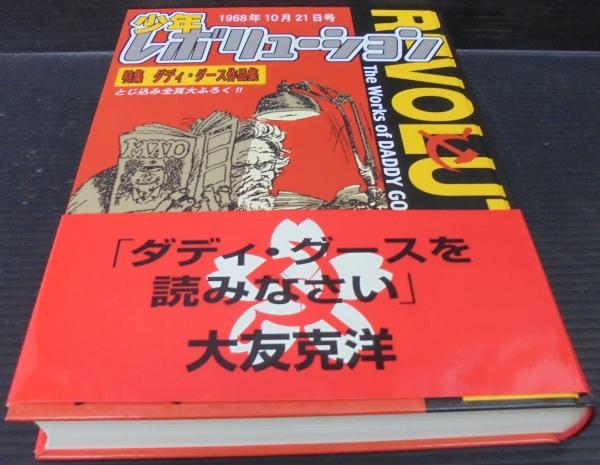 少年
1968年10月21日号
レボリューション
特集 ダディ・グース作品集
とじ込み全頁大ふろく!!
MAO
REVOLU
The Works of DADDY GO
「ダディ・グースを
読みなさい」
大友克洋